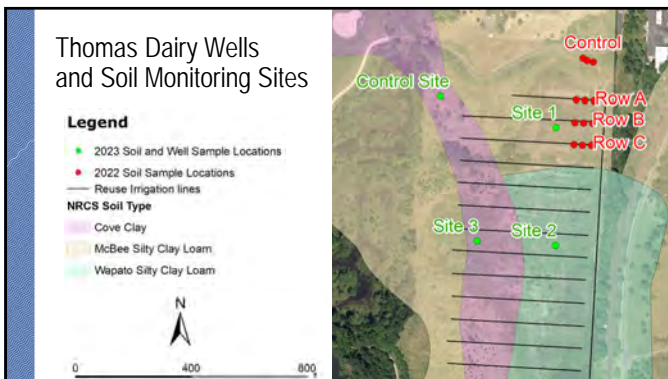 Thomas Dairy Wells
and Soil Monitoring Sites
Legend
2023 Soil and Well Sample Locations
2022 Soil Sample Locations
Reuse Irrigation lines
NRCS Soil Type
Cove Clay
McBee Silty Clay Loam
Wapato Silty Clay Loam
N
0 400 800
Control
Control Site
Row A
Site 1
Row B
Row C
Site 3
Site 2